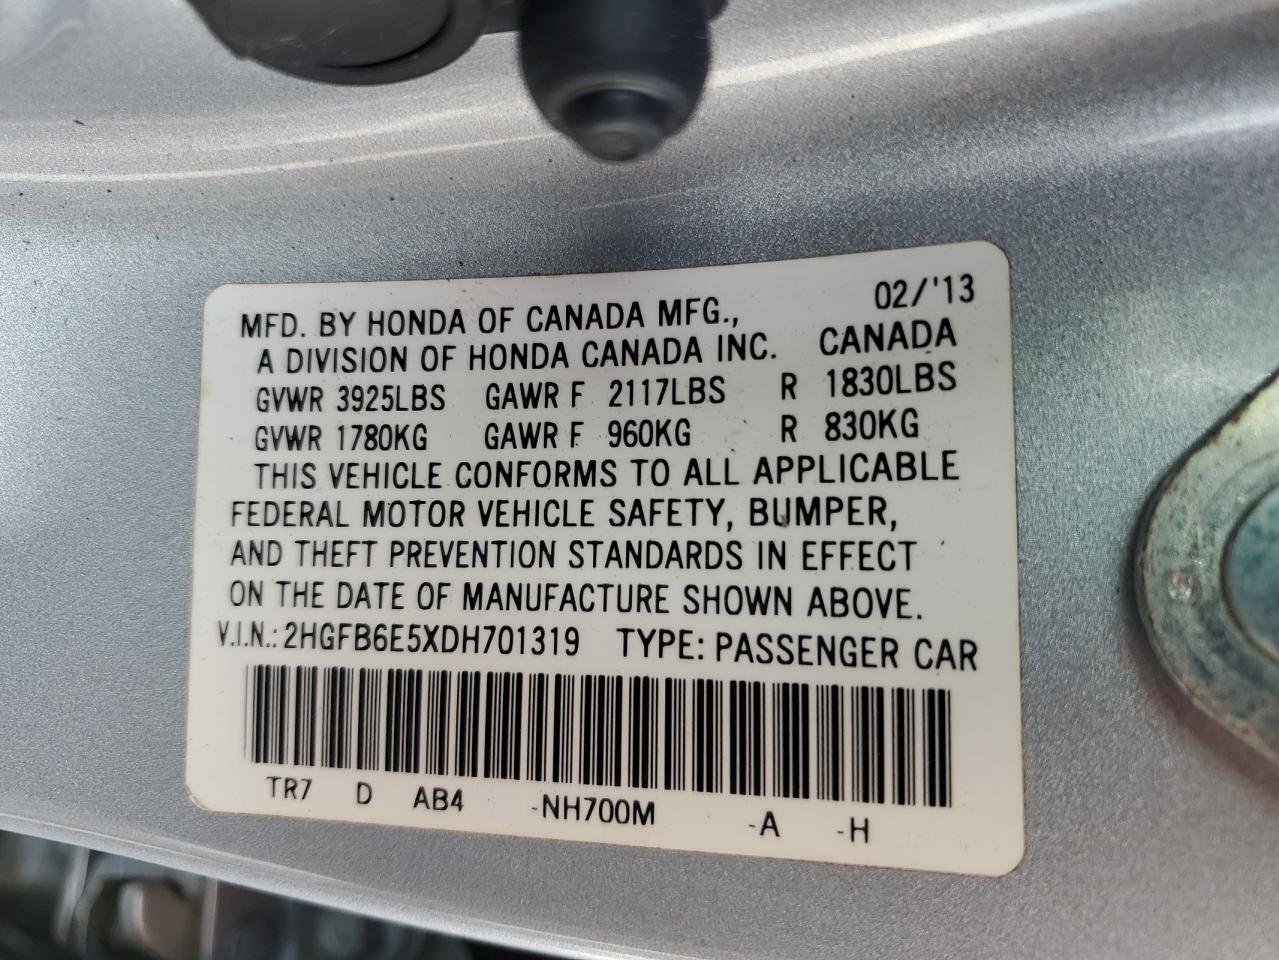 02/'13
MFD. BY HONDA OF CANADA MFG.,
A DIVISION OF HONDA CANADA INC. CANADA
GVWR 3925LBS GAWR F 2117LBS R 1830LBS
GVWR 1780KG GAWR F 960KG R 830KG
THIS VEHICLE CONFORMS TO ALL APPLICABLE
FEDERAL MOTOR VEHICLE SAFETY, BUMPER,
AND THEFT PREVENTION STANDARDS IN EFFECT
ON THE DATE OF MANUFACTURE SHOWN ABOVE.
V.I.N.: 2HGFB6E5XDH701319 TYPE: PASSENGER CAR
TR7 D AB4 -NH700M -A -H